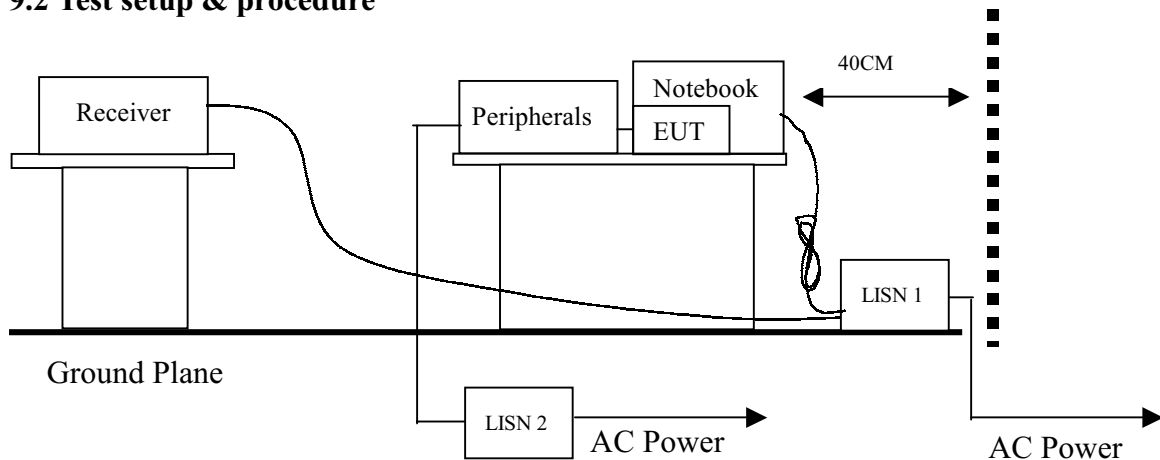 9.2 Test setup & procedure
40CM
Receiver
Peripherals
Notebook
EUT
LISN 1
Ground Plane
LISN 2
AC Power
AC Power